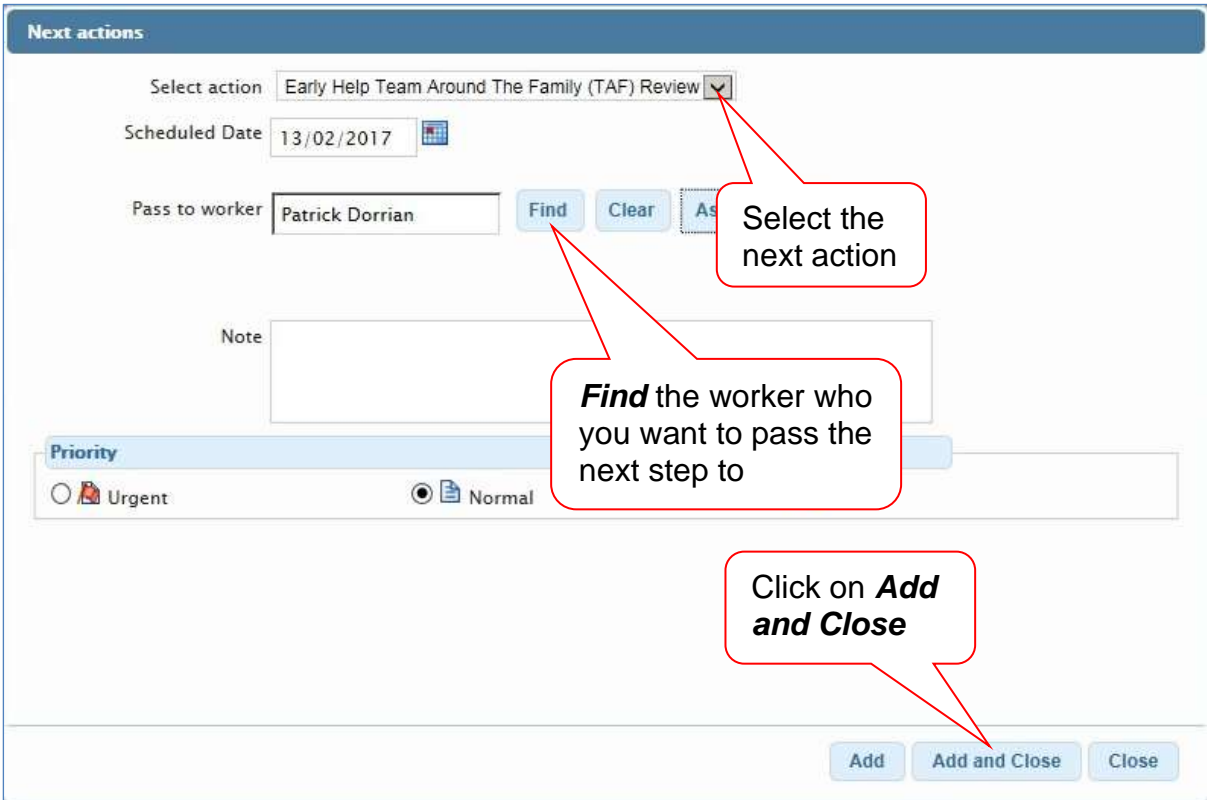 Next actions
Select action Early Help Team Around The Family (TAF) Review
Scheduled Date 13/02/2017
Pass to worker Patrick Dorrian Find Clear As
Select the
next action
Note
Find the worker who
you want to pass the
next step to
Priority
Urgent Normal
Click on Add
and Close
Add Add and Close Close